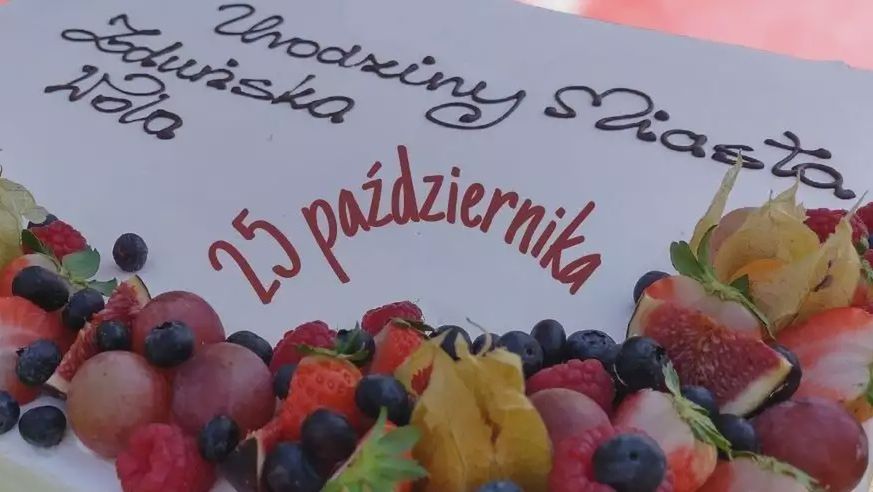 Urodziny Miasta
Zduńska
Wola
25 października